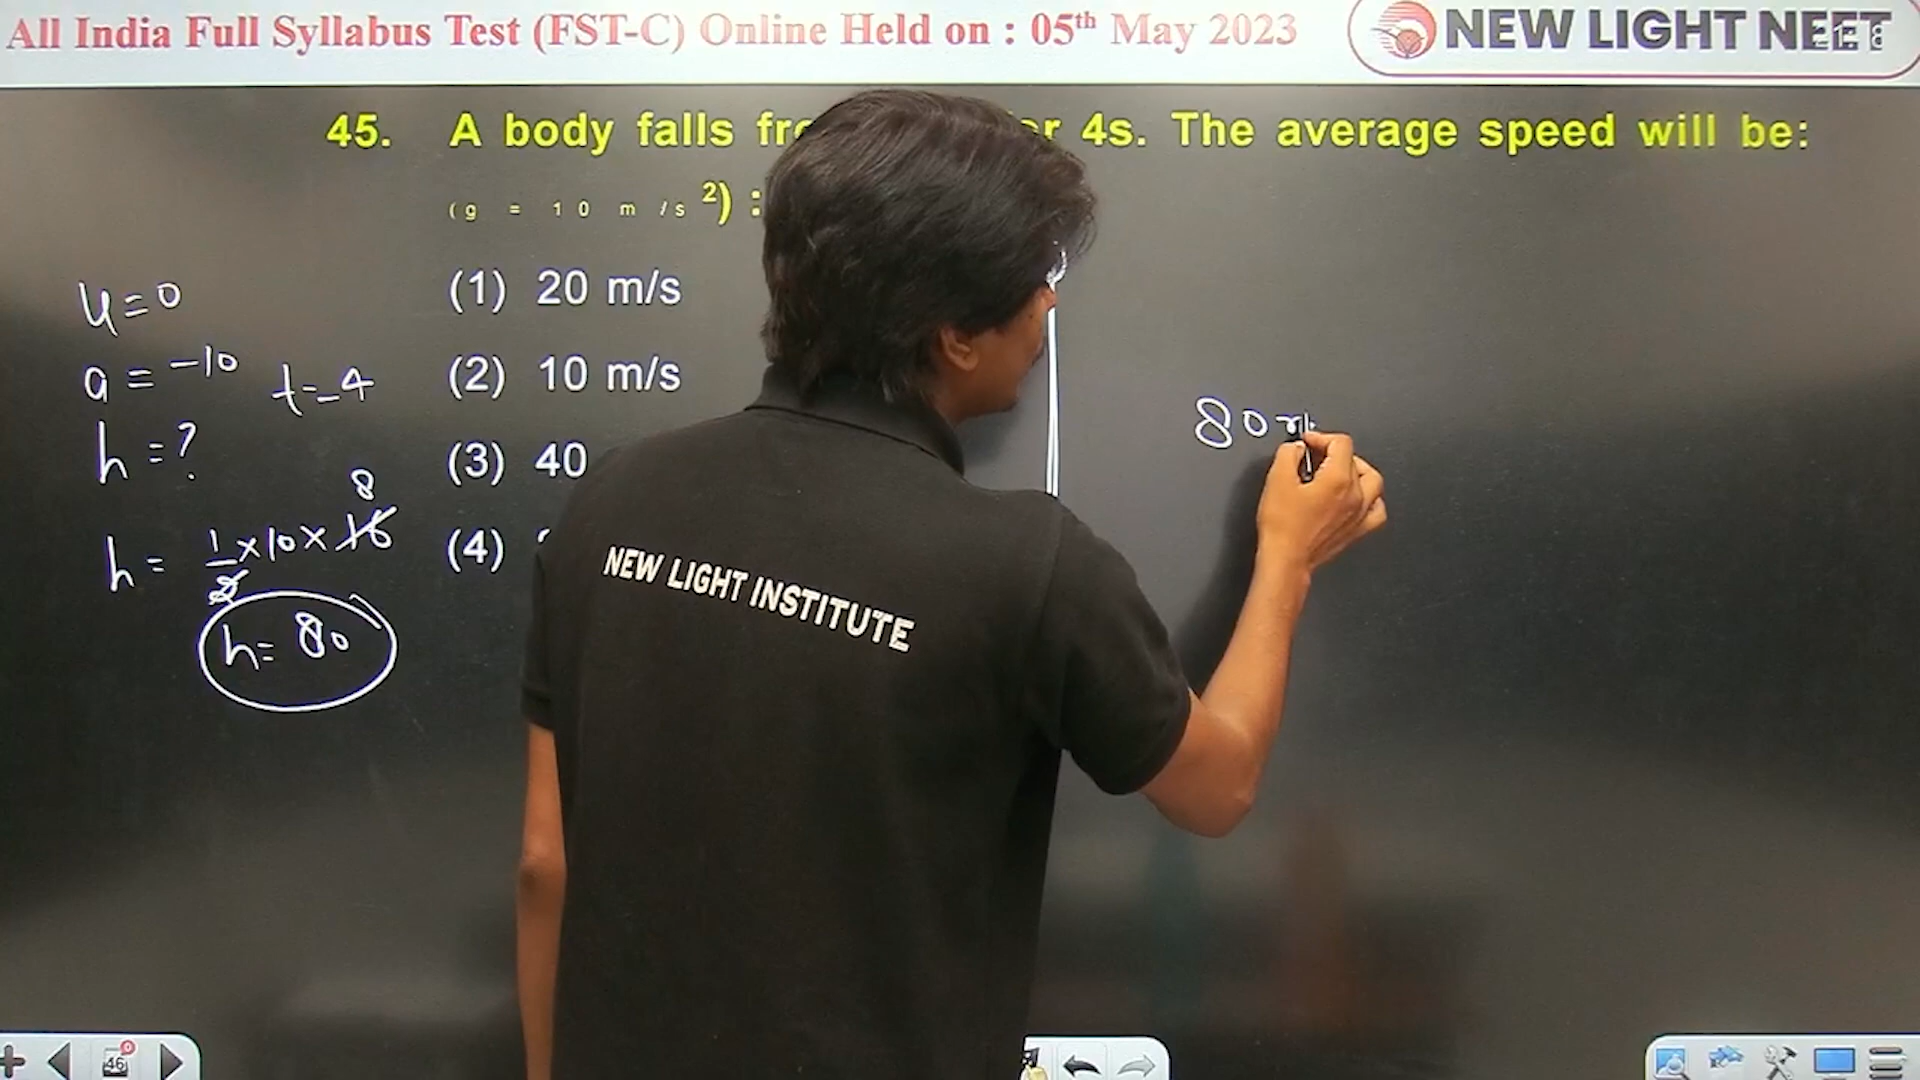 All India Full Syllabus Test (FST-C) Online Held on : 05th May 2023
NEW LIGHT NEET
45. A body falls 4s. The average speed will be:
(g = 10 m/s2) :
(1) 20 m/s
(2) 10 m/s
(3) 40
(4)
u=0
a = -10 t=4
h = ?
8
h = 1/2 x 10 x 16
h= 80
80
NEW LIGHT INSTITUTE
46
0